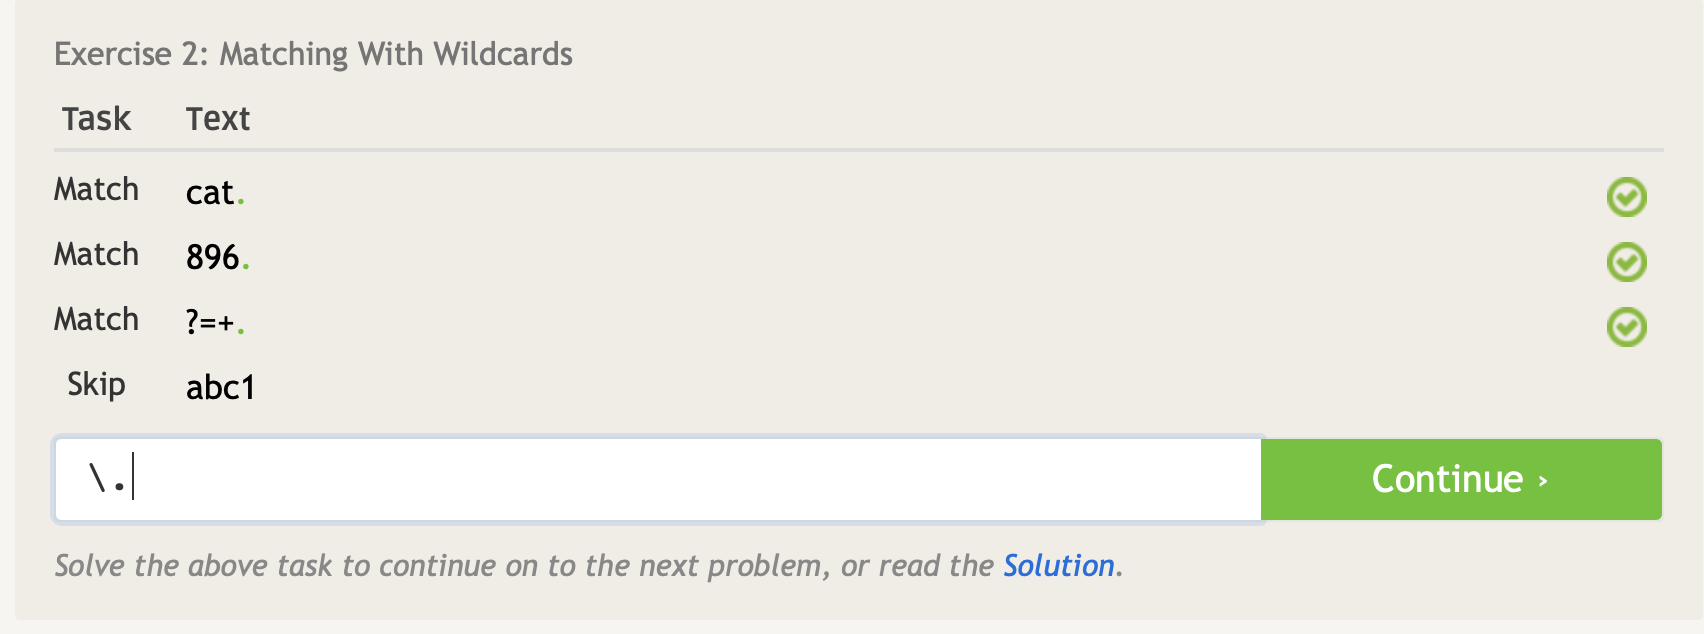 Exercise 2: Matching With Wildcards
Task Text
Match cat.
Match 896.
Match ?=+.
Skip abc1
\.
Continue ›
Solve the above task to continue on to the next problem, or read the Solution.